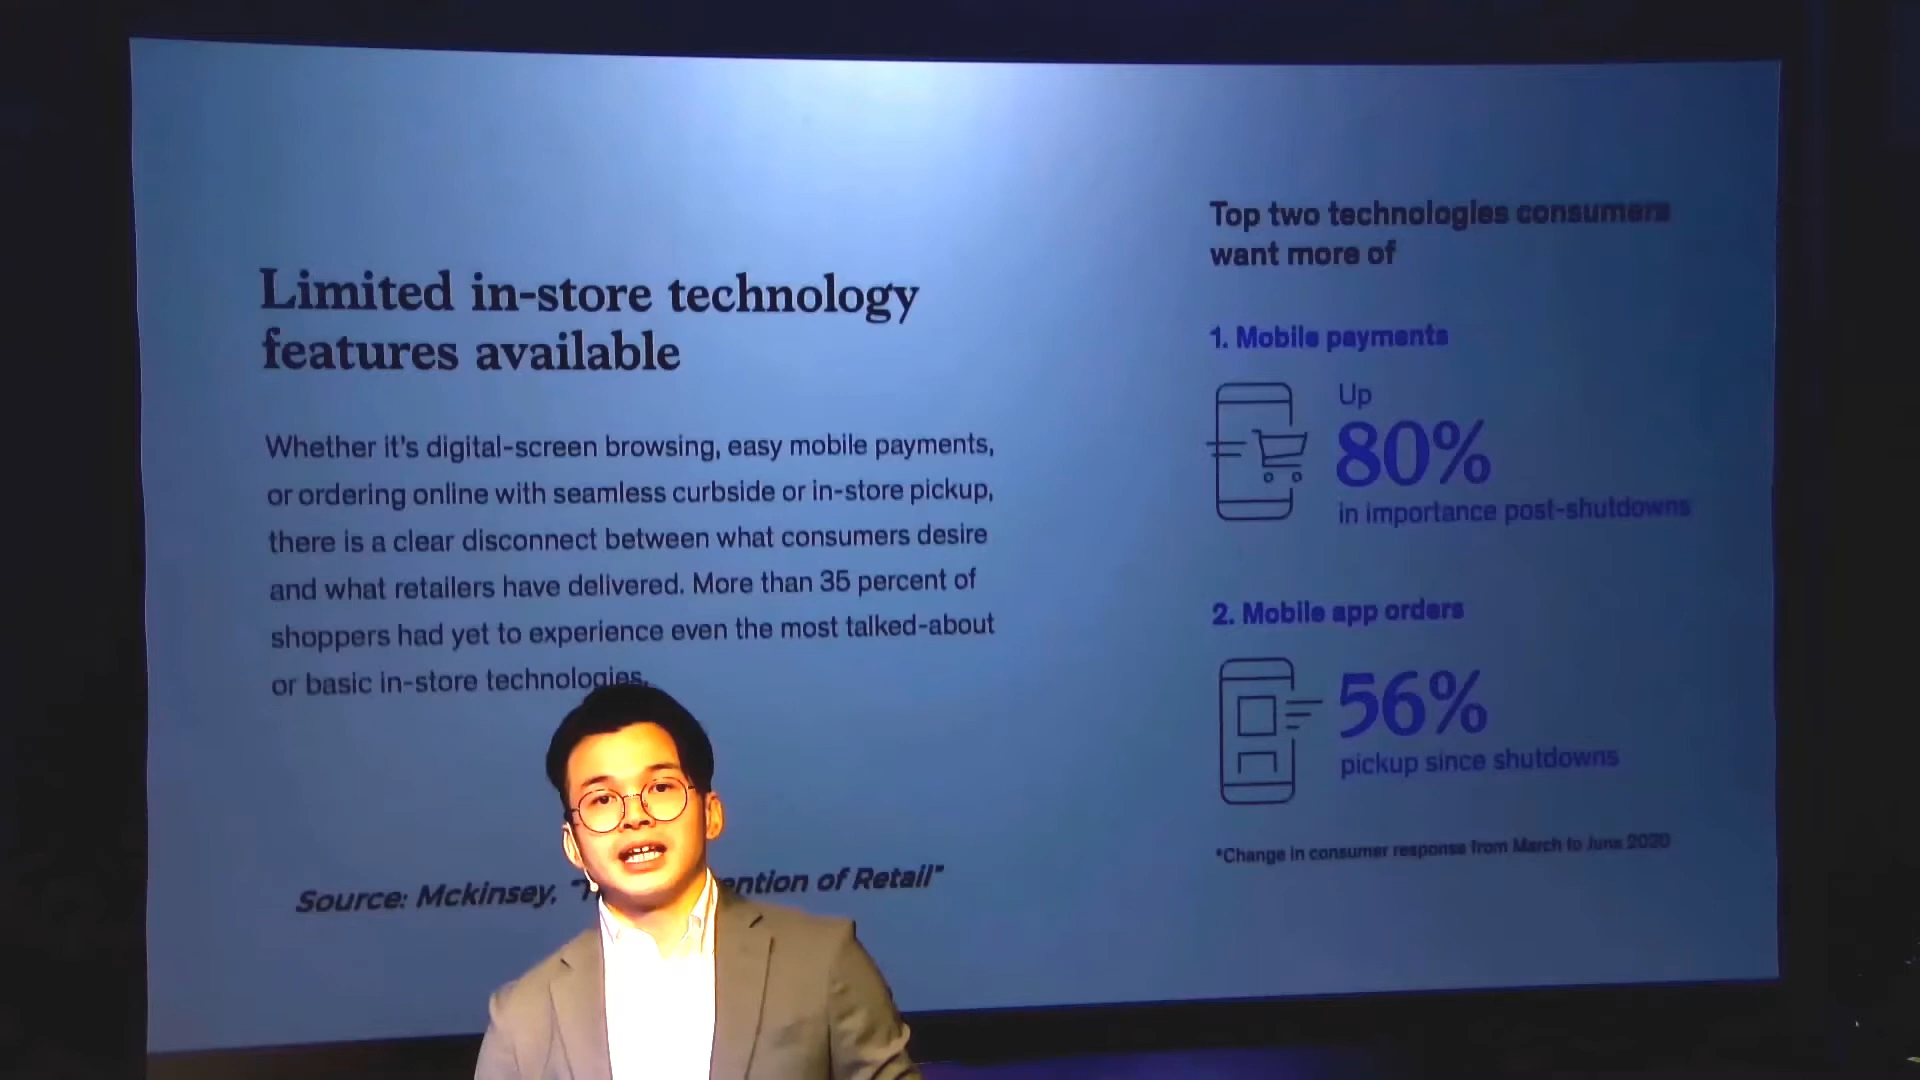 Limited in-store technology
features available
Whether it's digital-screen browsing, easy mobile payments,
or ordering online with seamless curbside or in-store pickup,
there is a clear disconnect between what consumers desire
and what retailers have delivered. More than 35 percent of
shoppers had yet to experience even the most talked-about
or basic in-store technologies.
Source: Mckinsey, of Retail"
Top two technologies consumers
want more of
1. Mobile payments
Up
80%
in importance post-shutdowns
2. Mobile app orders
56%
pickup since shutdowns
*Change in consumer response from March to June 2020